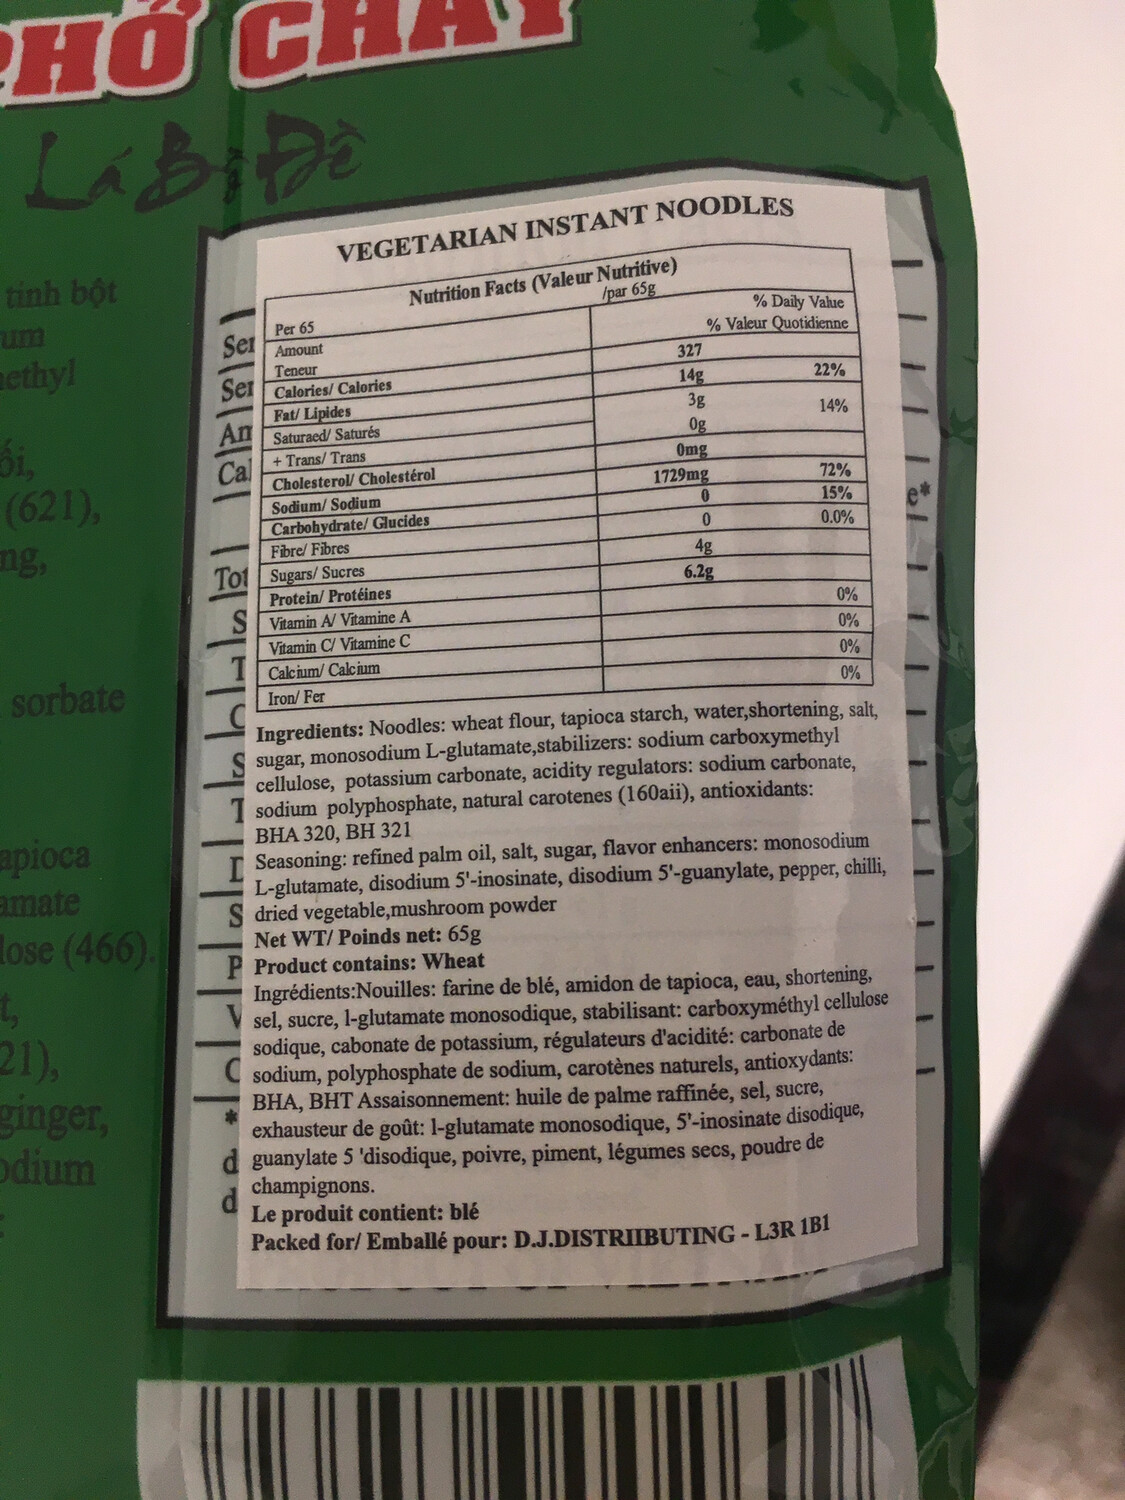 PHỞ CHAY
Lá Bồ Đề
tinh bột
um
ethyl
ối,
(621),
ng,
sorbate
apioca
amate
lose (466).
t,
21),
ginger,
odium
:
Ser
Ser
Am
Cal
e*
Tot
S
T
C
S
T
D
S
P
V
C
*
d
d
VEGETARIAN INSTANT NOODLES
Nutrition Facts (Valeur Nutritive)
Per 65 /par 65g % Daily Value
Amount % Valeur Quotidienne
Teneur
Calories/ Calories 327
Fat/ Lipides 14g 22%
Saturaed/ Saturés 3g 14%
+ Trans/ Trans 0g
Cholesterol/ Cholestérol 0mg
Sodium/ Sodium 1729mg 72%
Carbohydrate/ Glucides 0 15%
Fibre/ Fibres 0 0.0%
Sugars/ Sucres 4g
Protein/ Protéines 6.2g
Vitamin A/ Vitamine A 0%
Vitamin C/ Vitamine C 0%
Calcium/ Calcium 0%
Iron/ Fer 0%
Ingredients: Noodles: wheat flour, tapioca starch, water,shortening, salt,
sugar, monosodium L-glutamate,stabilizers: sodium carboxymethyl
cellulose, potassium carbonate, acidity regulators: sodium carbonate,
sodium polyphosphate, natural carotenes (160aii), antioxidants:
BHA 320, BH 321
Seasoning: refined palm oil, salt, sugar, flavor enhancers: monosodium
L-glutamate, disodium 5'-inosinate, disodium 5'-guanylate, pepper, chilli,
dried vegetable,mushroom powder
Net WT/ Poinds net: 65g
Product contains: Wheat
Ingrédients:Nouilles: farine de blé, amidon de tapioca, eau, shortening,
sel, sucre, l-glutamate monosodique, stabilisant: carboxyméthyl cellulose
sodique, cabonate de potassium, régulateurs d'acidité: carbonate de
sodium, polyphosphate de sodium, carotènes naturels, antioxydants:
BHA, BHT Assaisonnement: huile de palme raffinée, sel, sucre,
exhausteur de goût: l-glutamate monosodique, 5'-inosinate disodique,
guanylate 5 'disodique, poivre, piment, légumes secs, poudre de
champignons.
Le produit contient: blé
Packed for/ Emballé pour: D.J.DISTRIIBUTING - L3R 1B1